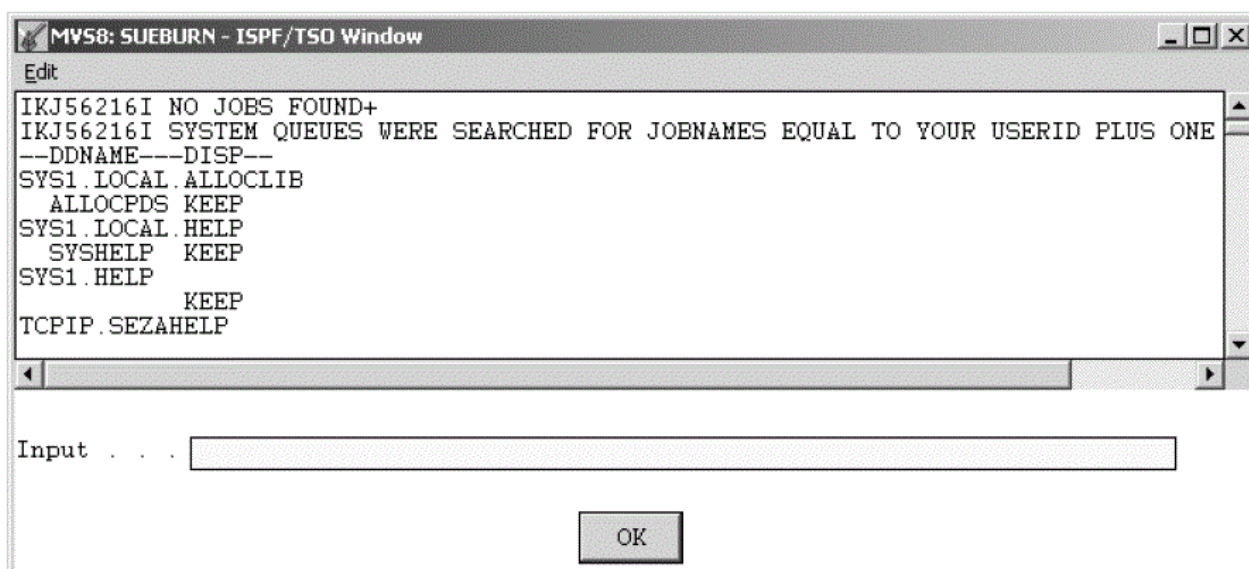 MVS8: SUEBURN - ISPF/TSO Window
Edit
IKJ56216I NO JOBS FOUND+
IKJ56216I SYSTEM QUEUES WERE SEARCHED FOR JOBNAMES EQUAL TO YOUR USERID PLUS ONE
--DDNAME---DISP--
SYS1.LOCAL.ALLOCLIB
  ALLOCPDS KEEP
SYS1.LOCAL.HELP
  SYSHELP  KEEP
SYS1.HELP
           KEEP
TCPIP.SEZAHELP
Input . . .
OK